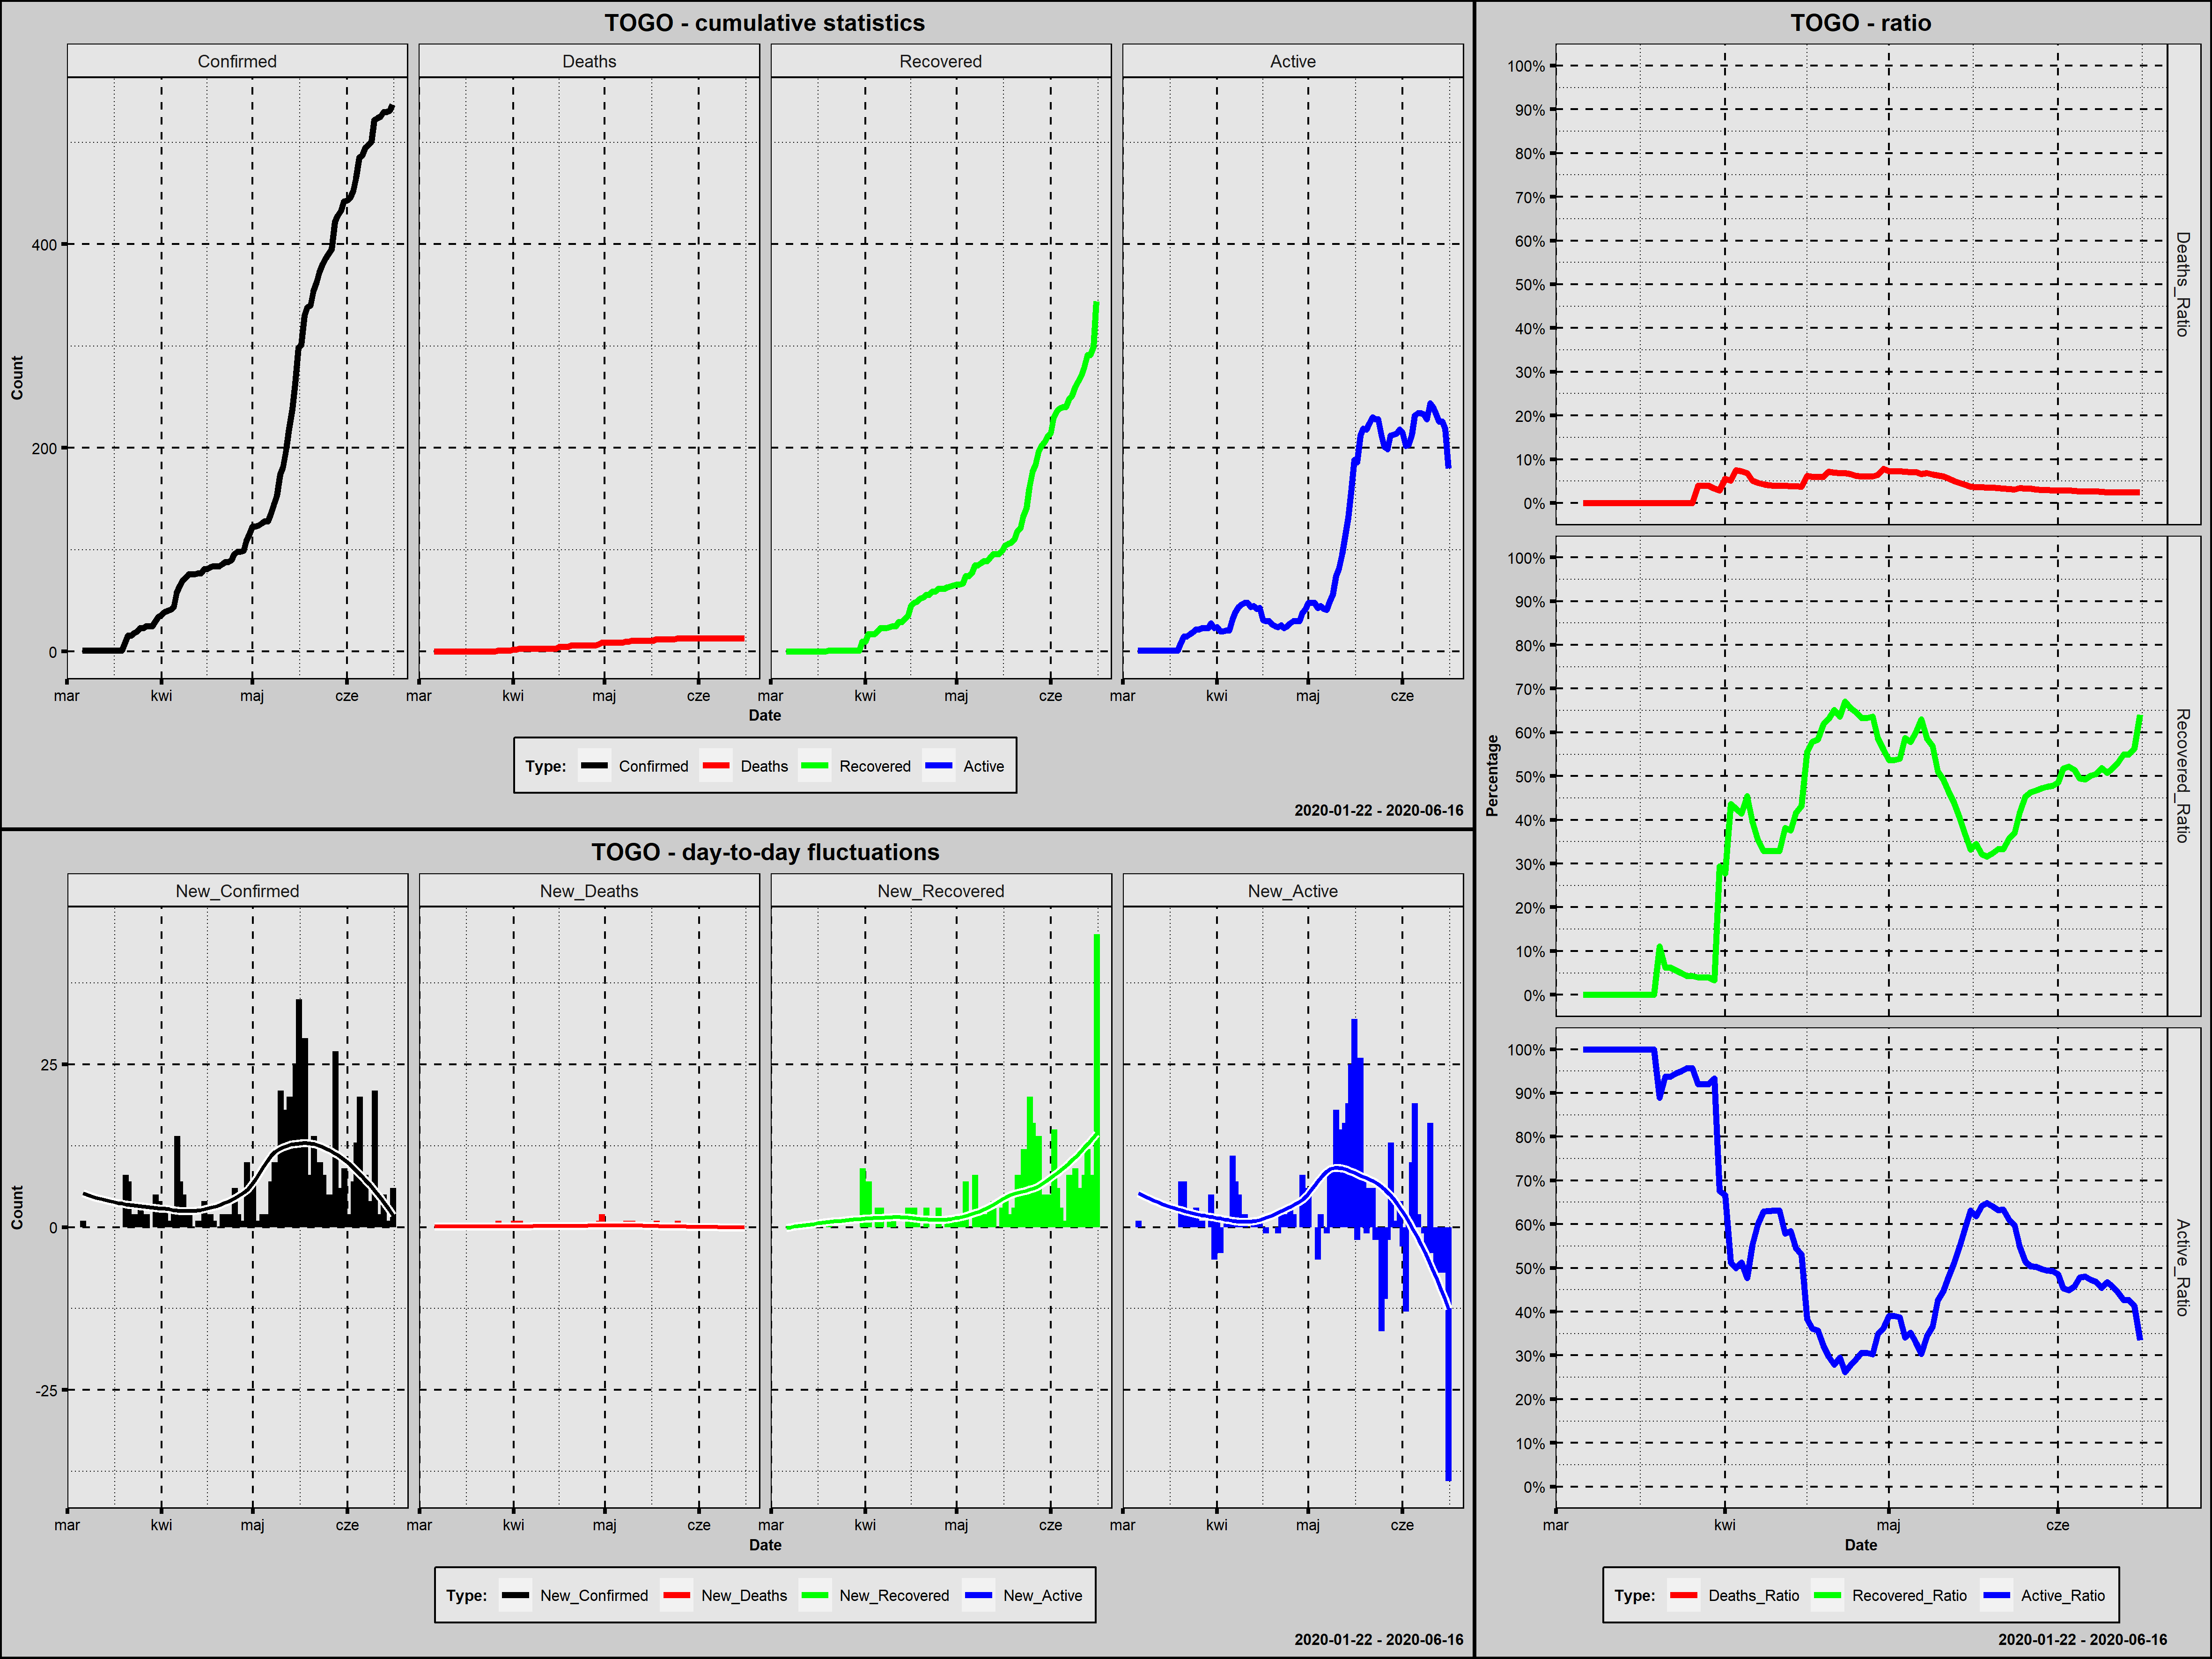 TOGO - cumulative statistics
Confirmed Deaths Recovered Active
Count
400
200
0
mar kwi maj cze mar kwi maj cze mar kwi maj cze mar kwi maj cze
Date
Type: Confirmed Deaths Recovered Active
2020-01-22 - 2020-06-16
TOGO - day-to-day fluctuations
New_Confirmed New_Deaths New_Recovered New_Active
Count
25
0
-25
mar kwi maj cze mar kwi maj cze mar kwi maj cze mar kwi maj cze
Date
Type: New_Confirmed New_Deaths New_Recovered New_Active
2020-01-22 - 2020-06-16
TOGO - ratio
Percentage
100%
90%
80%
70%
60%
50%
40%
30%
20%
10%
0%
Deaths_Ratio
100%
90%
80%
70%
60%
50%
40%
30%
20%
10%
0%
Recovered_Ratio
100%
90%
80%
70%
60%
50%
40%
30%
20%
10%
0%
Active_Ratio
mar kwi maj cze
Date
Type: Deaths_Ratio Recovered_Ratio Active_Ratio
2020-01-22 - 2020-06-16